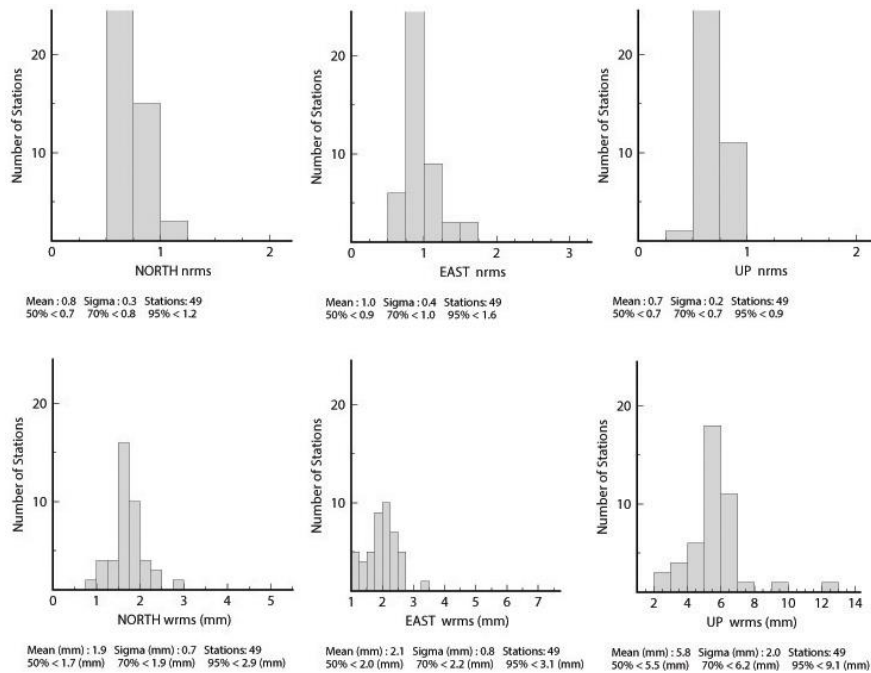 Number of Stations
20
10
0
1
2
NORTH nrms
Mean : 0.8 Sigma : 0.3 Stations: 49
50% < 0.7 70% < 0.8 95% < 1.2
Number of Stations
20
10
0
1
2
3
EAST nrms
Mean : 1.0 Sigma : 0.4 Stations: 49
50% < 0.9 70% < 1.0 95% < 1.6
Number of Stations
20
10
0
1
2
UP nrms
Mean : 0.7 Sigma : 0.2 Stations: 49
50% < 0.7 70% < 0.7 95% < 0.9
Number of Stations
20
10
0
1
2
3
4
5
NORTH wrms (mm)
Mean (mm) : 1.9 Sigma (mm) : 0.7 Stations: 49
50% < 1.7 (mm) 70% < 1.9 (mm) 95% < 2.9 (mm)
Number of Stations
20
10
1
2
3
4
5
6
7
EAST wrms (mm)
Mean (mm) : 2.1 Sigma (mm) : 0.8 Stations: 49
50% < 2.0 (mm) 70% < 2.2 (mm) 95% < 3.1 (mm)
Number of Stations
20
10
2
4
6
8
10
12
14
UP wrms (mm)
Mean (mm) : 5.8 Sigma (mm) : 2.0 Stations: 49
50% < 5.5 (mm) 70% < 6.2 (mm) 95% < 9.1 (mm)